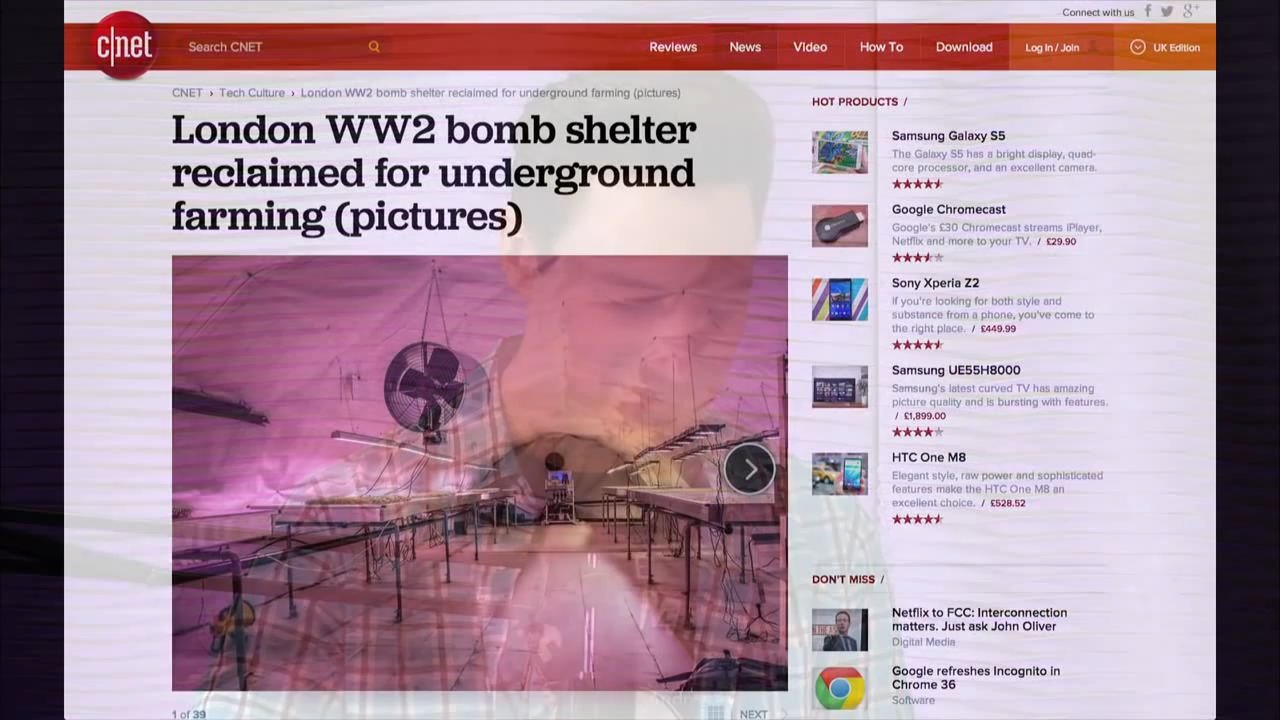 Connect with us
c|net
Search CNET
Reviews
News
Video
How To
Download
Log In / Join
UK Edition
CNET › Tech Culture › London WW2 bomb shelter reclaimed for underground farming (pictures)
London WW2 bomb shelter
reclaimed for underground
farming (pictures)
1 of 39
NEXT
HOT PRODUCTS /
Samsung Galaxy S5
The Galaxy S5 has a bright display, quad-
core processor, and an excellent camera.
Google Chromecast
Google's £30 Chromecast streams iPlayer,
Netflix and more to your TV. / £29.90
Sony Xperia Z2
If you're looking for both style and
substance from a phone, you've come to
the right place. / £449.99
Samsung UE55H8000
Samsung's latest curved TV has amazing
picture quality and is bursting with features.
/ £1,899.00
HTC One M8
Elegant style, raw power and sophisticated
features make the HTC One M8 an
excellent choice. / £528.52
DON'T MISS /
Netflix to FCC: Interconnection
matters. Just ask John Oliver
Digital Media
Google refreshes Incognito in
Chrome 36
Software